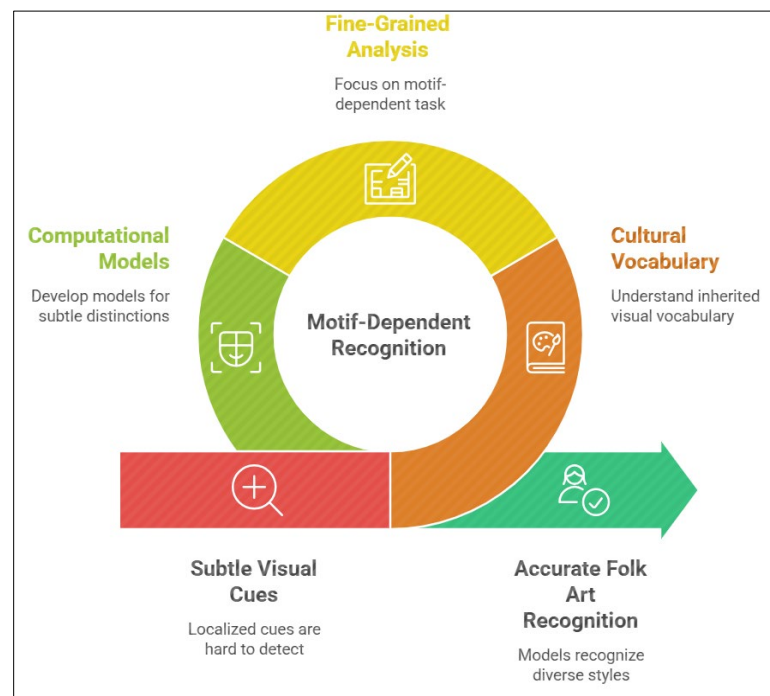 Fine-Grained
Analysis
Focus on motif-
dependent task
Computational
Models
Develop models for
subtle distinctions
Cultural
Vocabulary
Understand inherited
visual vocabulary
Motif-Dependent
Recognition
Subtle Visual
Cues
Localized cues are
hard to detect
Accurate Folk
Art
Recognition
Models recognize
diverse styles